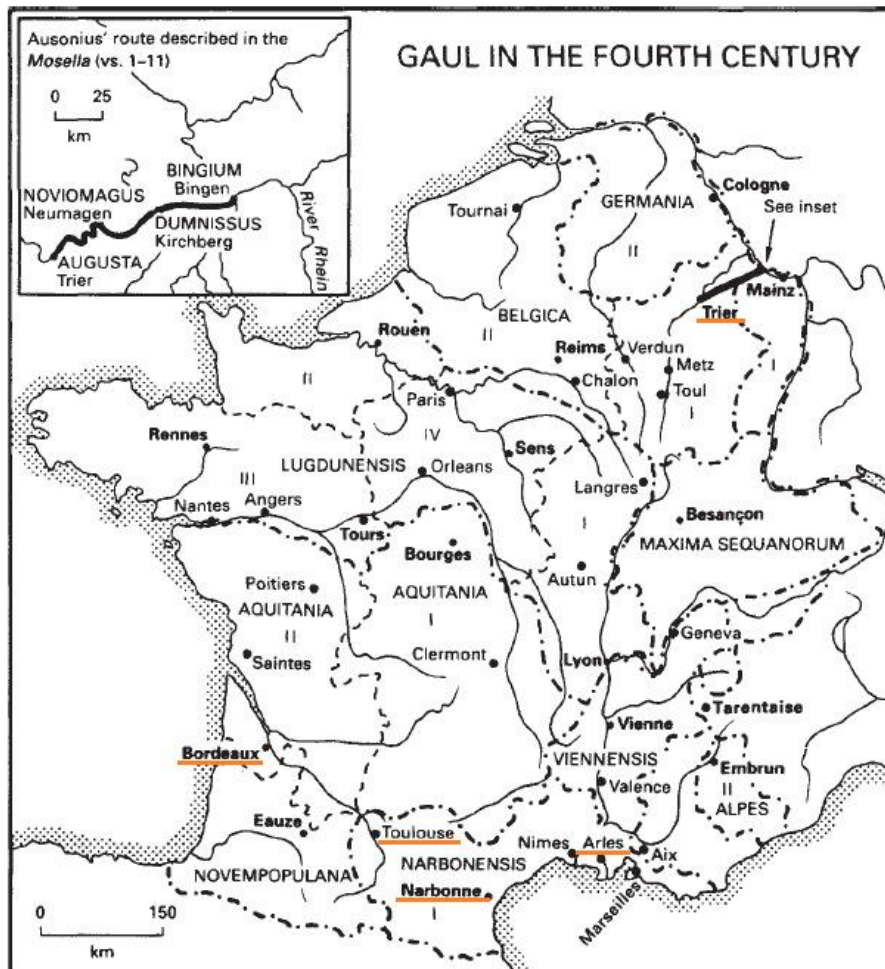 Ausonius' route described in the
Mosella (vs. 1–11)
0 25
km
BINGIUM
Bingen
NOVIOMAGUS
Neumagen
DUMNISSUS
Kirchberg
AUGUSTA
Trier
River
Rhein
GAUL IN THE FOURTH CENTURY
Cologne
GERMANIA
II
Tournai
See inset
Mainz
Trier
BELGICA
II
Rouen
Reims
Verdun
Metz
I
Chalon
Toul
I
II
Paris
IV
Rennes
Sens
LUGDUNENSIS
Orleans
III
Langres
Nantes
Angers
Tours
I
Besançon
Bourges
MAXIMA SEQUANORUM
Autun
Poitiers
AQUITANIA
II
AQUITANIA
I
Geneva
Saintes
Clermont
Lyon
Tarentaise
Vienne
Bordeaux
VIENNENSIS
Embrun
Valence
II
ALPES
Eauze
Toulouse
Nimes
Arles
Aix
NARBONENSIS
NOVEMPOPULANA
Narbonne
I
Marseilles
0 150
km